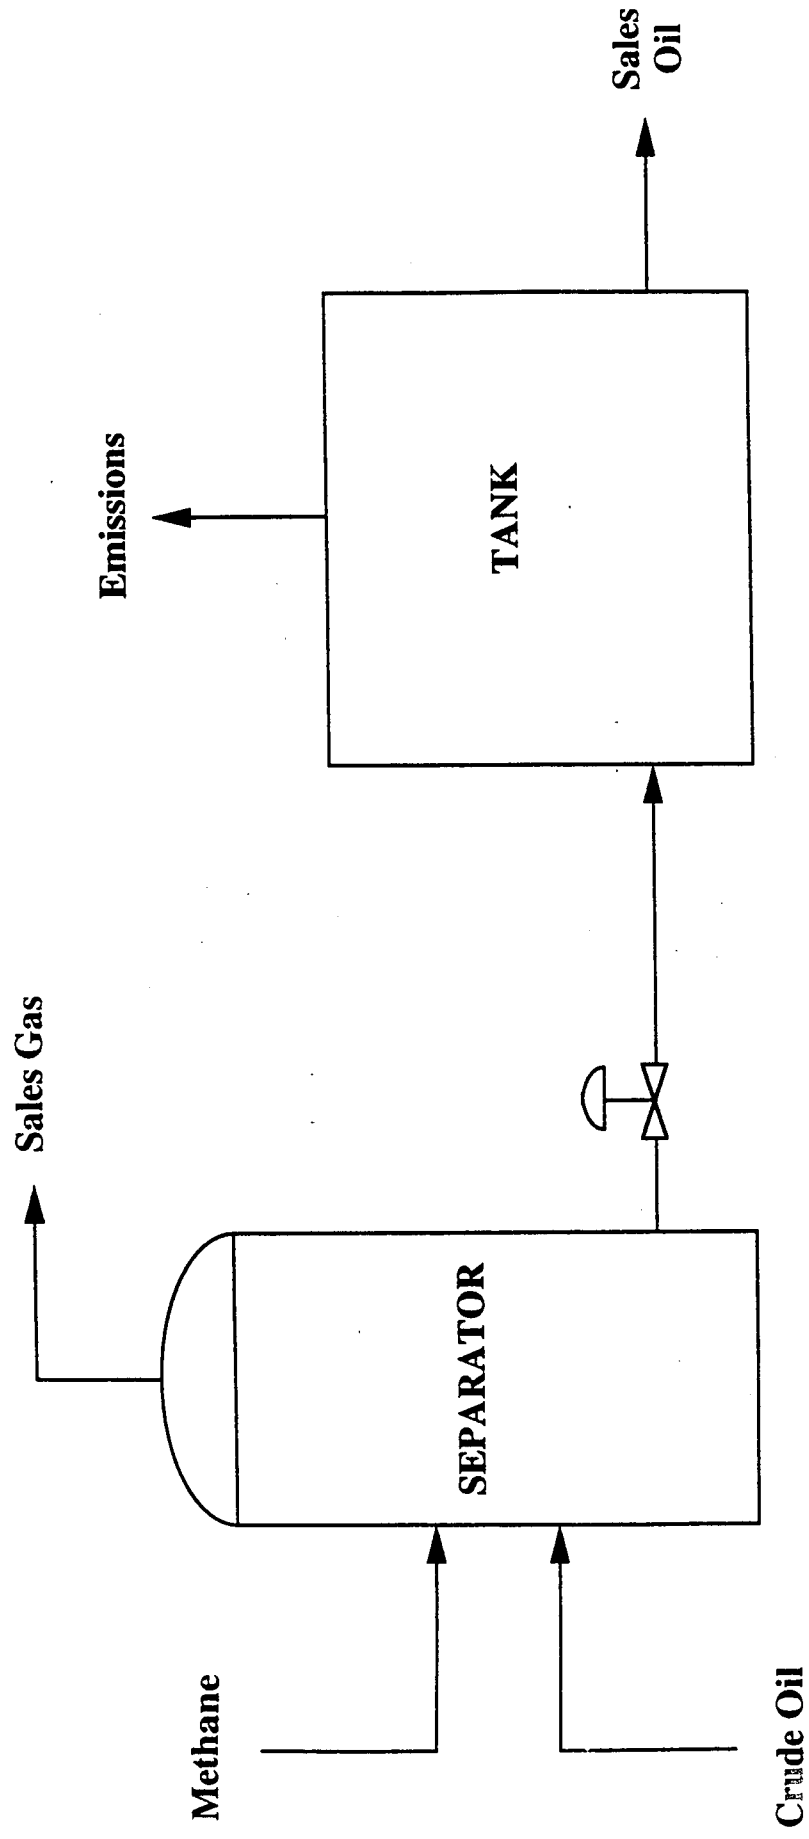 Sales Gas
Emissions
Methane
SEPARATOR
TANK
Sales
Oil
Crude Oil